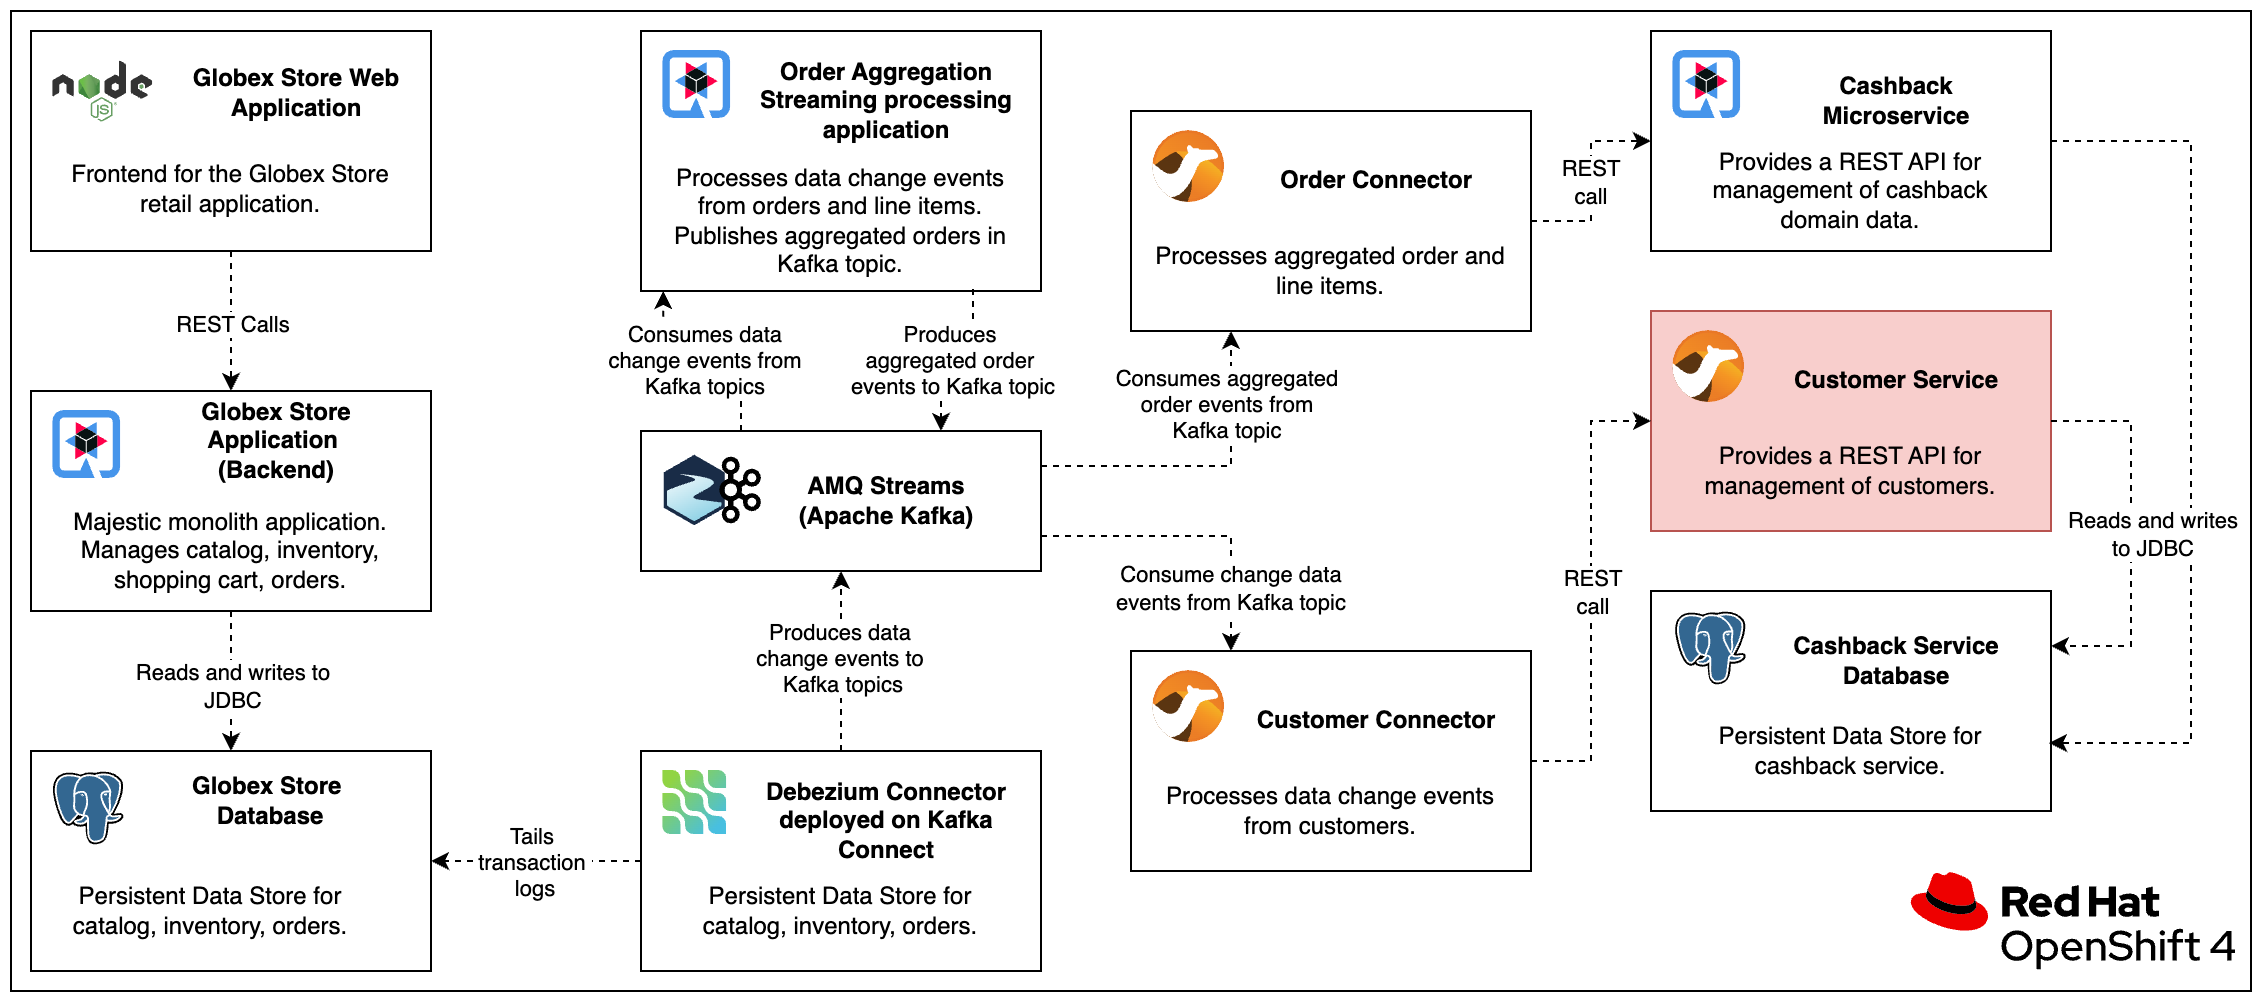 node
JS
Globex Store Web
Application
Frontend for the Globex Store
retail application.
REST Calls
Globex Store
Application
(Backend)
Majestic monolith application.
Manages catalog, inventory,
shopping cart, orders.
Reads and writes to
JDBC
Globex Store
Database
Persistent Data Store for
catalog, inventory, orders.
Tails
transaction
logs
Order Aggregation
Streaming processing
application
Processes data change events
from orders and line items.
Publishes aggregated orders in
Kafka topic.
Consumes data
change events from
Kafka topics
Produces
aggregated order
events to Kafka topic
AMQ Streams
(Apache Kafka)
Produces data
change events to
Kafka topics
Debezium Connector
deployed on Kafka
Connect
Persistent Data Store for
catalog, inventory, orders.
Order Connector
Processes aggregated order and
line items.
Consumes aggregated
order events from
Kafka topic
Consume change data
events from Kafka topic
Customer Connector
Processes data change events
from customers.
REST
call
REST
call
Cashback
Microservice
Provides a REST API for
management of cashback
domain data.
Customer Service
Provides a REST API for
management of customers.
Reads and writes
to JDBC
Cashback Service
Database
Persistent Data Store for
cashback service.
Red Hat
OpenShift 4